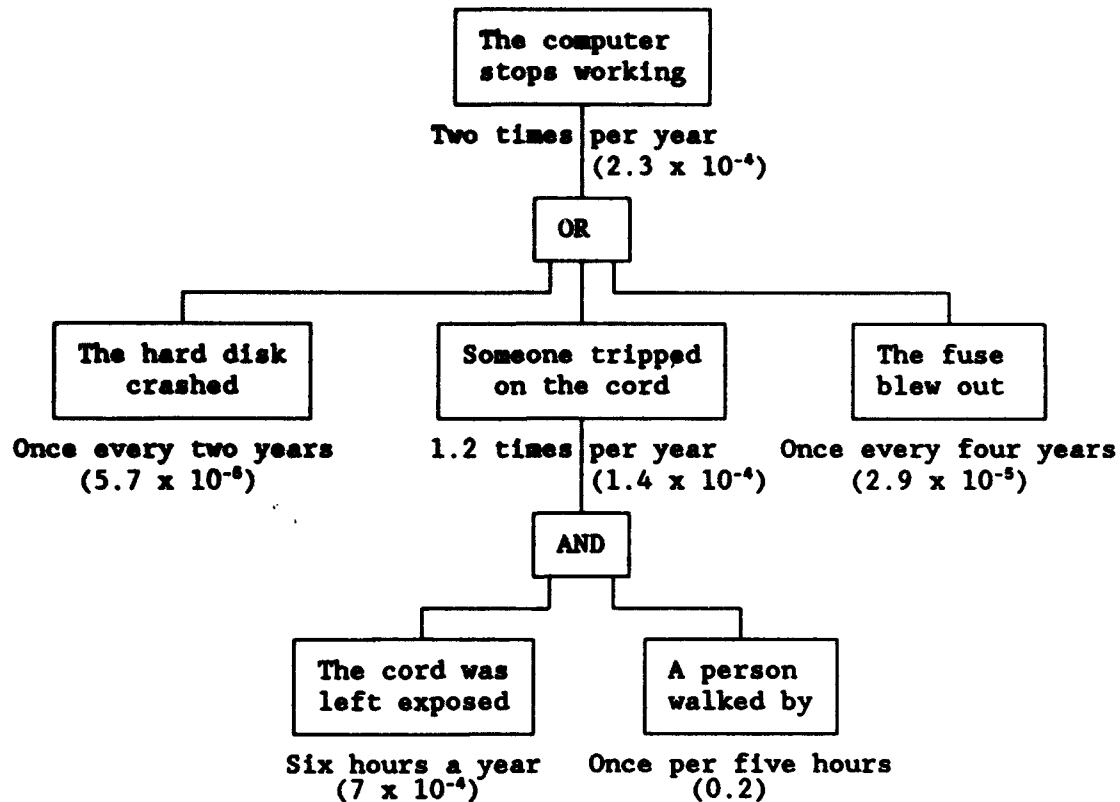 The computer
stops working
Two times per year
(2.3 x 10⁻⁴)
OR
The hard disk
crashed
Once every two years
(5.7 x 10⁻⁵)
Someone tripped
on the cord
1.2 times per year
(1.4 x 10⁻⁴)
The fuse
blew out
Once every four years
(2.9 x 10⁻⁵)
AND
The cord was
left exposed
Six hours a year
(7 x 10⁻⁴)
A person
walked by
Once per five hours
(0.2)